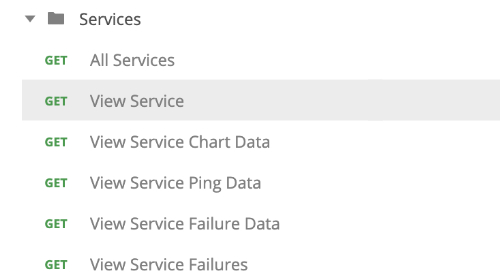 Services
GET All Services
GET View Service
GET View Service Chart Data
GET View Service Ping Data
GET View Service Failure Data
GET View Service Failures